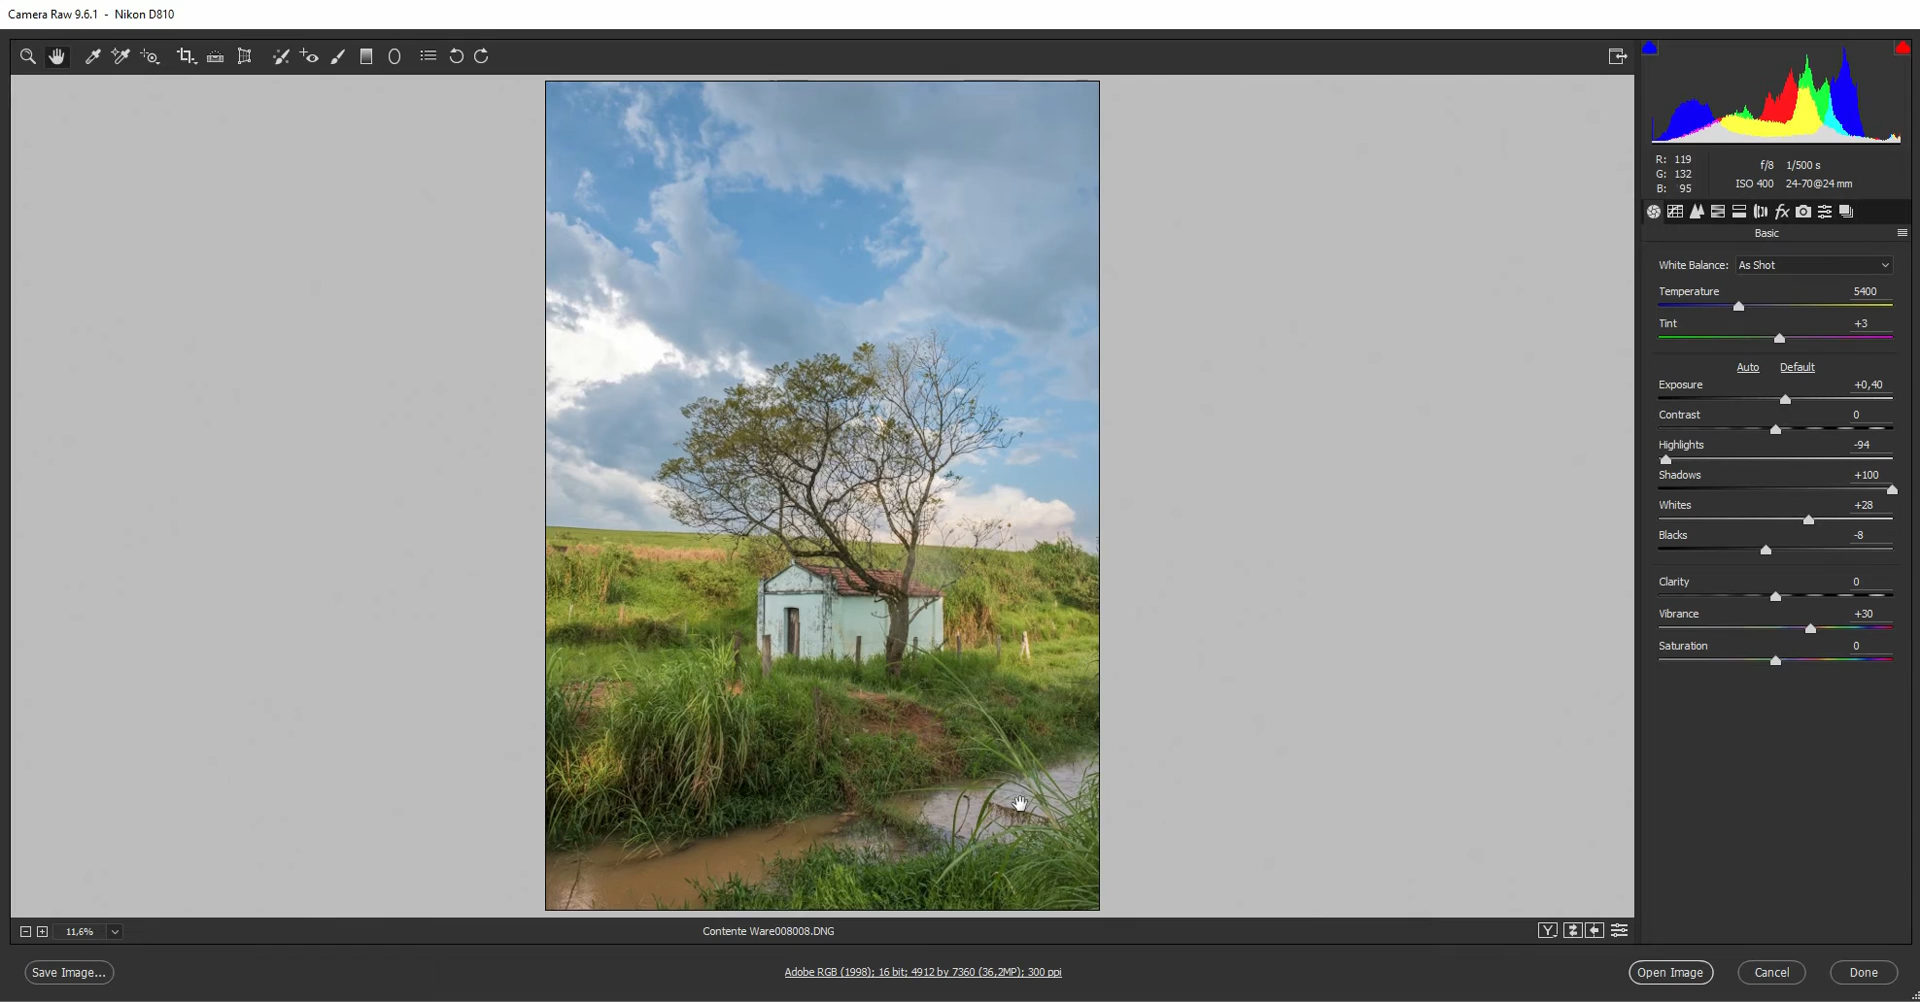 Camera Raw 9.6.1 - Nikon D810
R: 119
G: 132
B: 95
f/8 1/500 s
ISO 400 24-70@24 mm
fx
Basic
White Balance: As Shot
Temperature 5400
Tint +3
Auto Default
Exposure +0,40
Contrast 0
Highlights -94
Shadows +100
Whites +28
Blacks -8
Clarity 0
Vibrance +30
Saturation 0
11,6% Contente Ware008008.DNG Y
Save Image... Adobe RGB (1998); 16 bit; 4912 by 7360 (36,2MP); 300 ppi Open Image Cancel Done